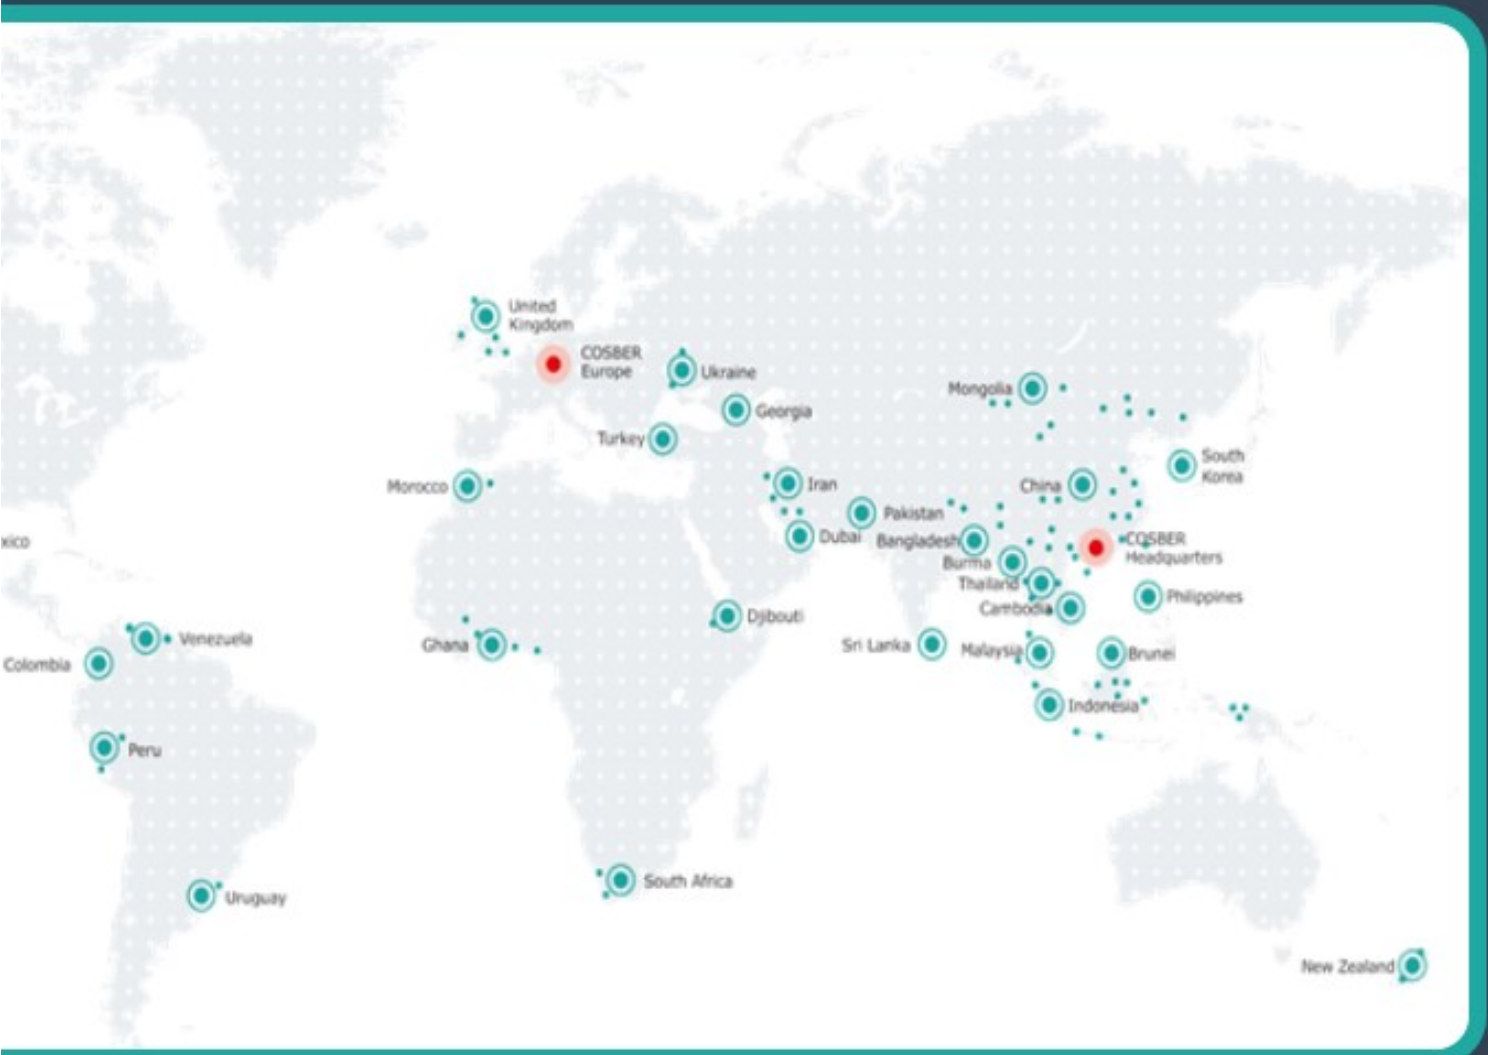 United
Kingdom
COSBER
Europe
Ukraine
Mongolia
Georgia
Turkey
South
Korea
Morocco
Iran
China
Pakistan
Dubai
Bangladesh
COSBER
Headquarters
xico
Burma
Thailand
Cambodia
Philippines
Djibouti
Venezuela
Ghana
Sri Lanka
Malaysia
Brunei
Colombia
Indonesia
Peru
South Africa
Uruguay
New Zealand